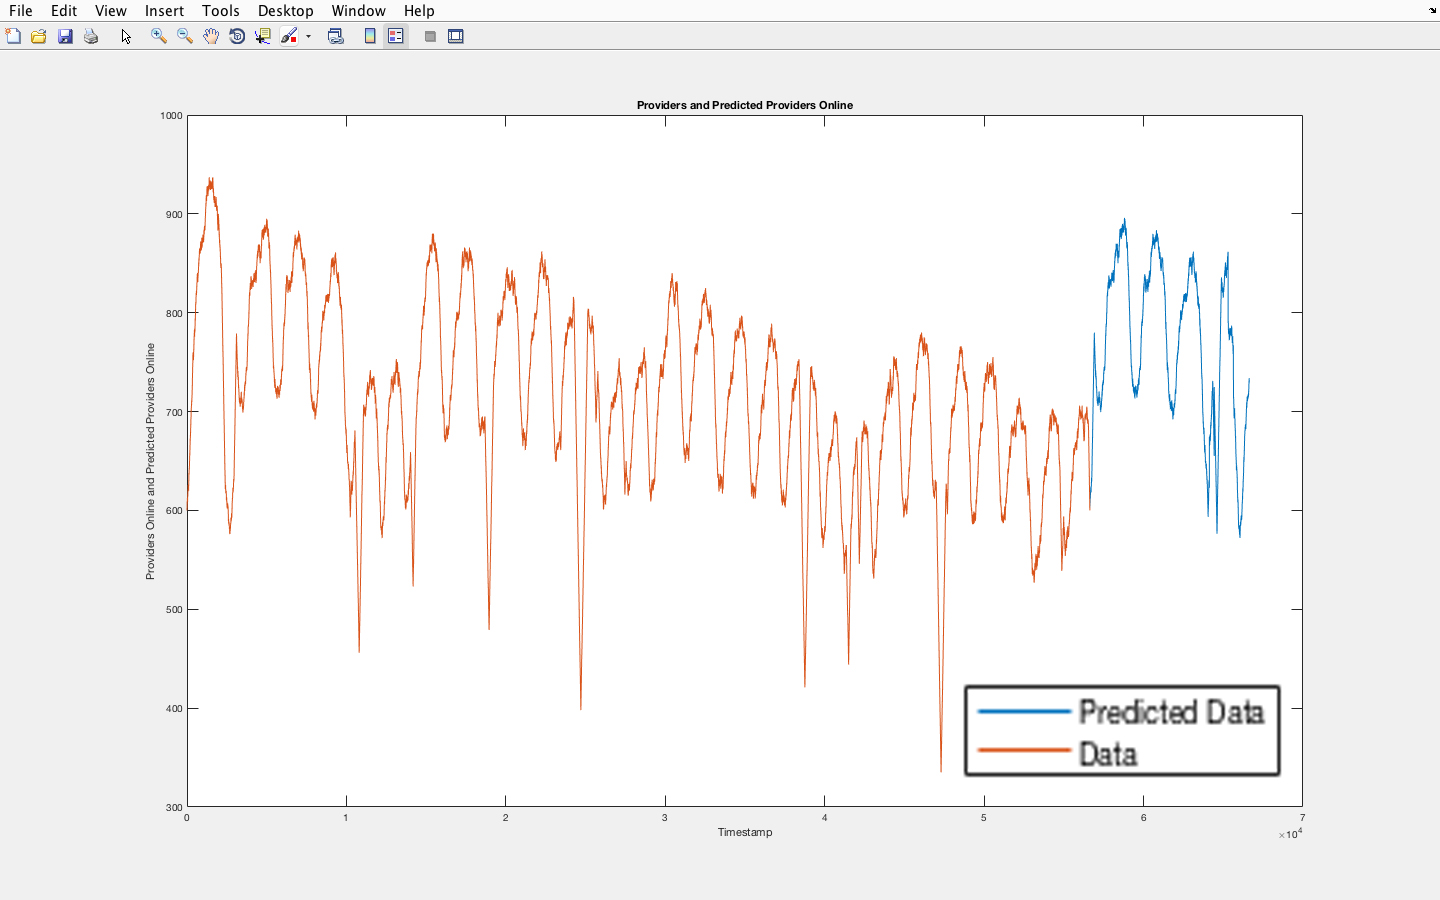 File Edit View Insert Tools Desktop Window Help
Providers and Predicted Providers Online
Providers Online and Predicted Providers Online
1000
900
800
700
600
500
400
300
0 1 2 3 4 5 6 7
×10^4
Timestamp
Predicted Data
Data